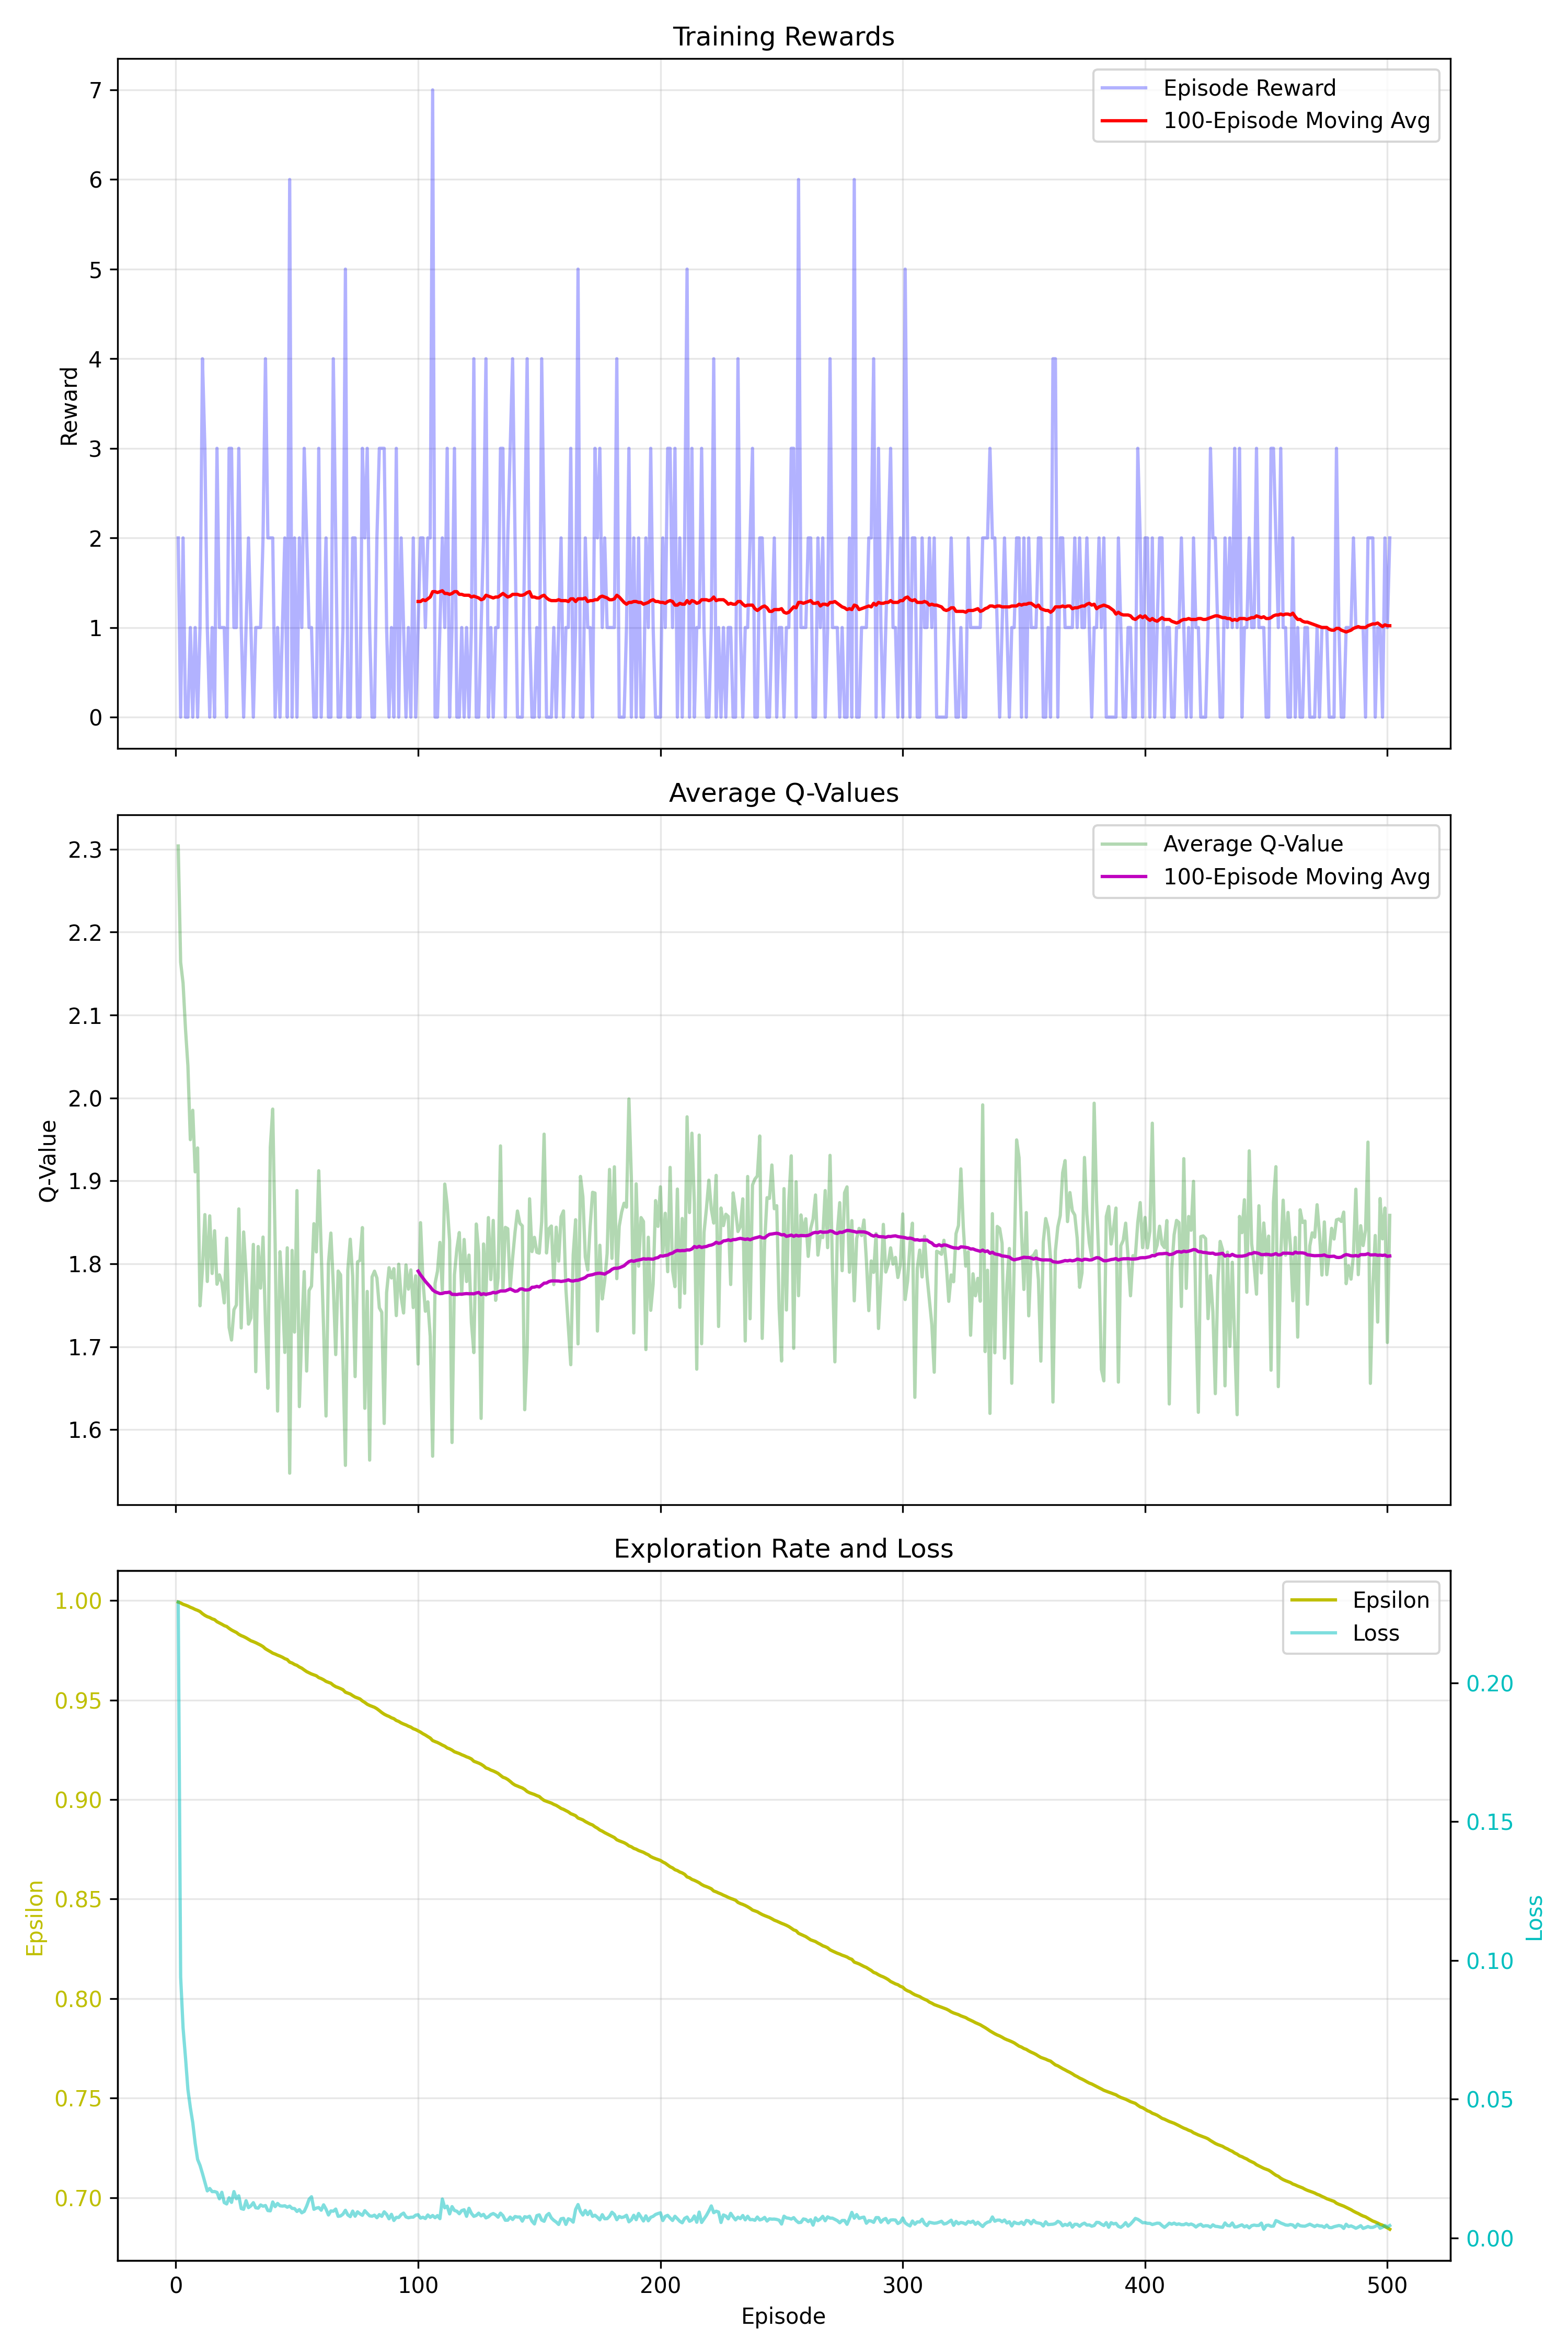 Training Rewards
7
6
5
4
3
2
1
0
Reward
Episode Reward
100-Episode Moving Avg
Average Q-Values
2.3
2.2
2.1
2.0
1.9
1.8
1.7
1.6
Q-Value
Average Q-Value
100-Episode Moving Avg
Exploration Rate and Loss
1.00
0.95
0.90
0.85
0.80
0.75
0.70
Epsilon
Epsilon
Loss
0.20
0.15
0.10
0.05
0.00
Loss
0 100 200 300 400 500
Episode